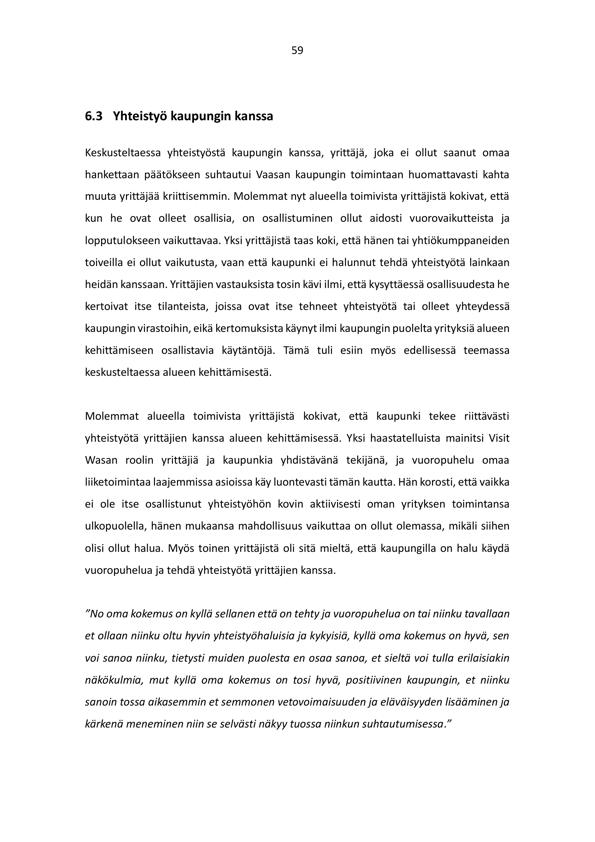 59
6.3 Yhteistyö kaupungin kanssa
Keskusteltaessa yhteistyöstä kaupungin kanssa, yrittäjä, joka ei ollut saanut omaa
hankettaan päätökseen suhtautui Vaasan kaupungin toimintaan huomattavasti kahta
muuta yrittäjää kriittisemmin. Molemmat nyt alueella toimivista yrittäjistä kokivat, että
kun he ovat olleet osallisia, on osallistuminen ollut aidosti vuorovaikutteista ja
lopputulokseen vaikuttavaa. Yksi yrittäjistä taas koki, että hänen tai yhtiökumppaneiden
toiveilla ei ollut vaikutusta, vaan että kaupunki ei halunnut tehdä yhteistyötä lainkaan
heidän kanssaan. Yrittäjien vastauksista tosin kävi ilmi, että kysyttäessä osallisuudesta he
kertoivat itse tilanteista, joissa ovat itse tehneet yhteistyötä tai olleet yhteydessä
kaupungin virastoihin, eikä kertomuksista käynyt ilmi kaupungin puolelta yrityksiä alueen
kehittämiseen osallistavia käytäntöjä. Tämä tuli esiin myös edellisessä teemassa
keskusteltaessa alueen kehittämisestä.
Molemmat alueella toimivista yrittäjistä kokivat, että kaupunki tekee riittävästi
yhteistyötä yrittäjien kanssa alueen kehittämisessä. Yksi haastatelluista mainitsi Visit
Wasan roolin yrittäjiä ja kaupunkia yhdistävänä tekijänä, ja vuoropuhelu omaa
liiketoimintaa laajemmissa asioissa käy luontevasti tämän kautta. Hän korosti, että vaikka
ei ole itse osallistunut yhteistyöhön kovin aktiivisesti oman yrityksen toimintansa
ulkopuolella, hänen mukaansa mahdollisuus vaikuttaa on ollut olemassa, mikäli siihen
olisi ollut halua. Myös toinen yrittäjistä oli sitä mieltä, että kaupungilla on halu käydä
vuoropuhelua ja tehdä yhteistyötä yrittäjien kanssa.
”No oma kokemus on kyllä sellanen että on tehty ja vuoropuhelua on tai niinku tavallaan
et ollaan niinku oltu hyvin yhteistyöhaluisia ja kykyisiä, kyllä oma kokemus on hyvä, sen
voi sanoa niinku, tietysti muiden puolesta en osaa sanoa, et sieltä voi tulla erilaisiakin
näkökulmia, mut kyllä oma kokemus on tosi hyvä, positiivinen kaupungin, et niinku
sanoin tossa aikasemmin et semmonen vetovoimaisuuden ja eläväisyyden lisääminen ja
kärkenä meneminen niin se selvästi näkyy tuossa niinkun suhtautumisessa.”